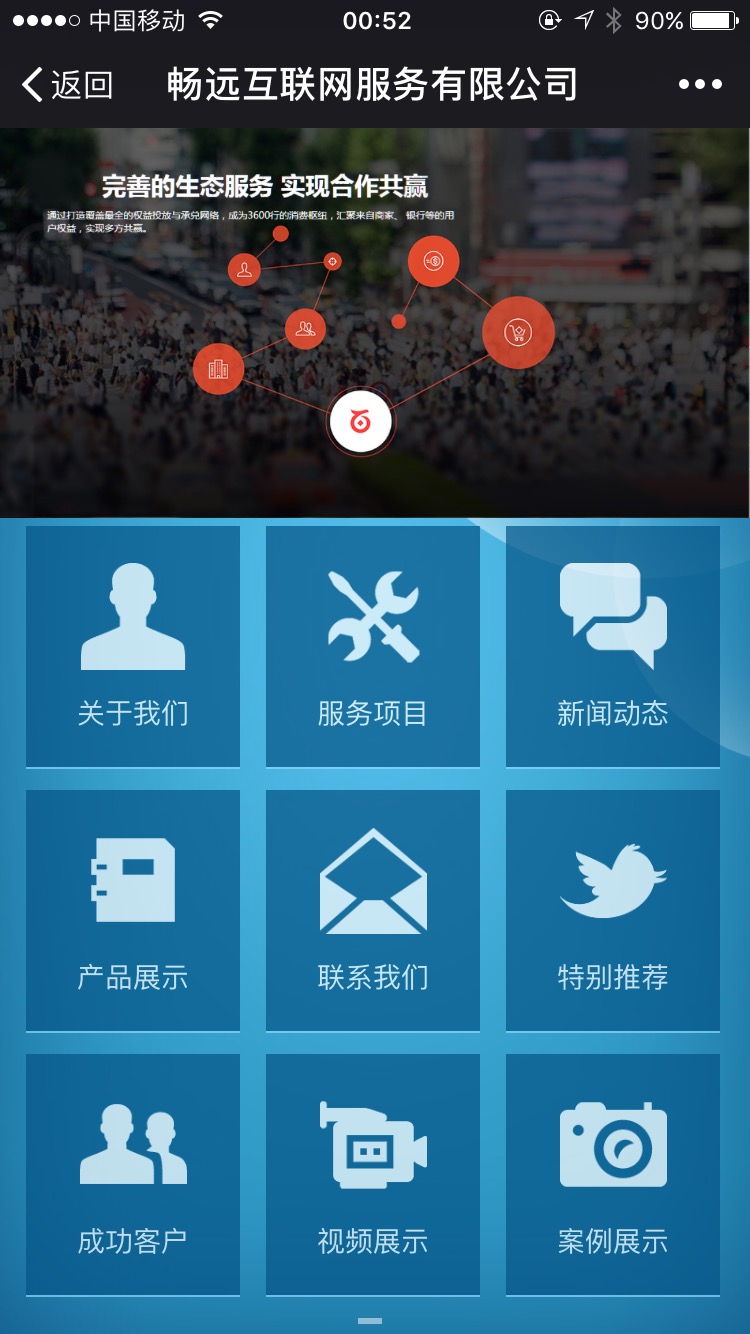 中国移动 00:52 90%
返回 畅远互联网服务有限公司
完善的生态服务 实现合作共赢
通过打造覆盖最全的权益投放与承兑网络，成为3600行的消费枢纽，汇聚来自商家、 银行等的用
户权益，实现多方共赢。
关于我们 服务项目 新闻动态
产品展示 联系我们 特别推荐
成功客户 视频展示 案例展示